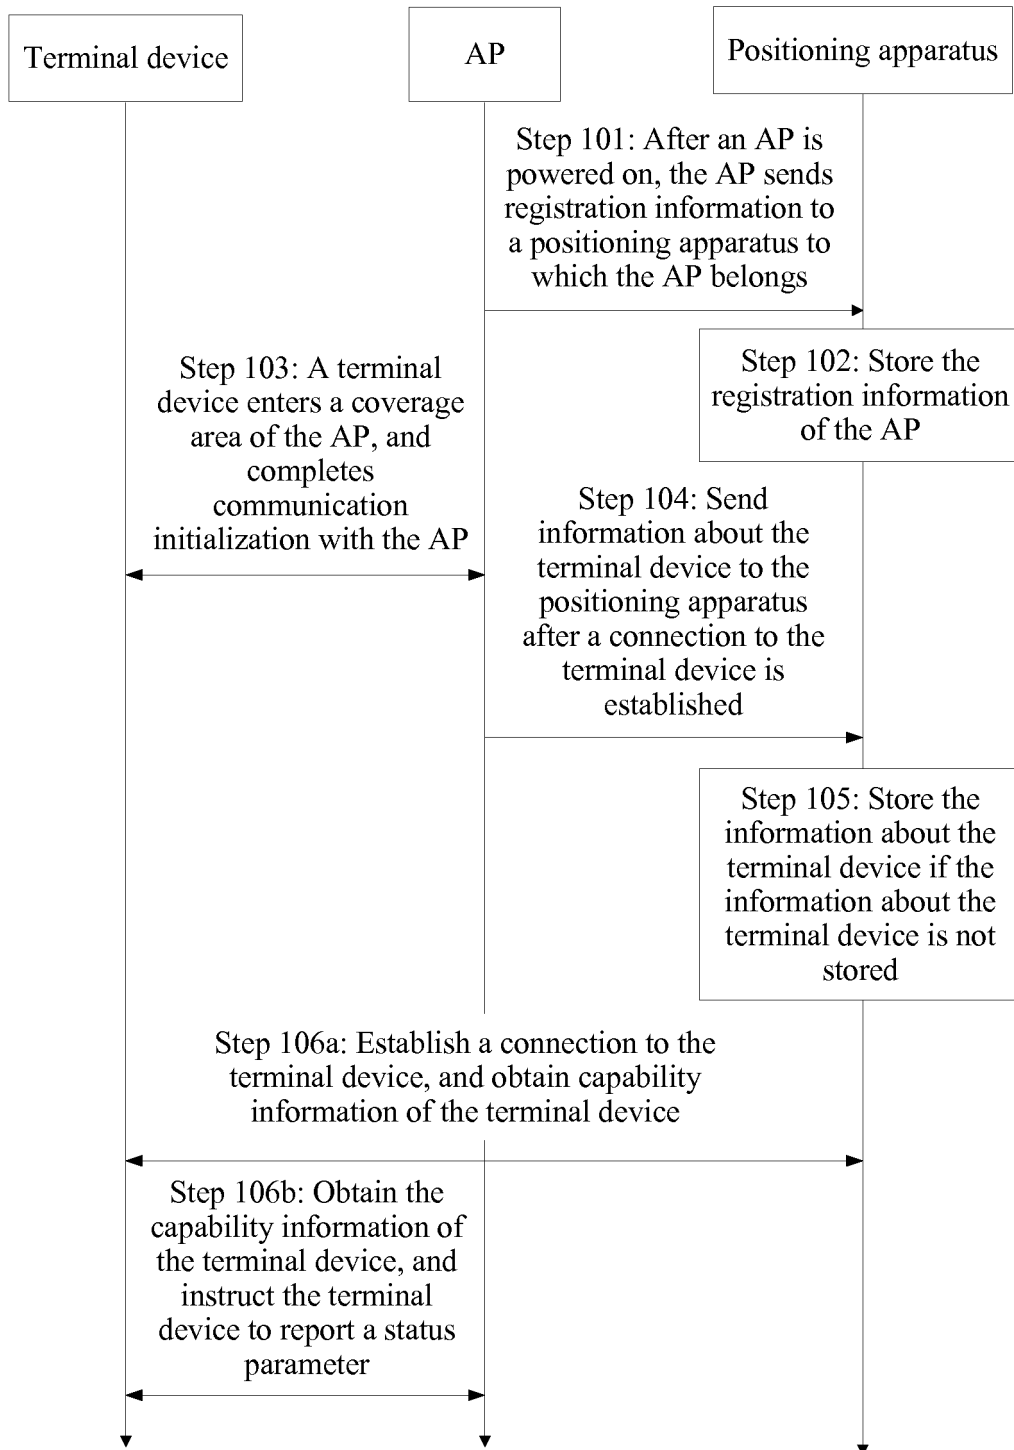 Terminal device
AP
Positioning apparatus
Step 101: After an AP is
powered on, the AP sends
registration information to
a positioning apparatus to
which the AP belongs
Step 102: Store the
registration information
of the AP
Step 103: A terminal
device enters a coverage
area of the AP, and
completes
communication
initialization with the AP
Step 104: Send
information about the
terminal device to the
positioning apparatus
after a connection to the
terminal device is
established
Step 105: Store the
information about the
terminal device if the
information about the
terminal device is not
stored
Step 106a: Establish a connection to the
terminal device, and obtain capability
information of the terminal device
Step 106b: Obtain the
capability information of
the terminal device, and
instruct the terminal
device to report a status
parameter